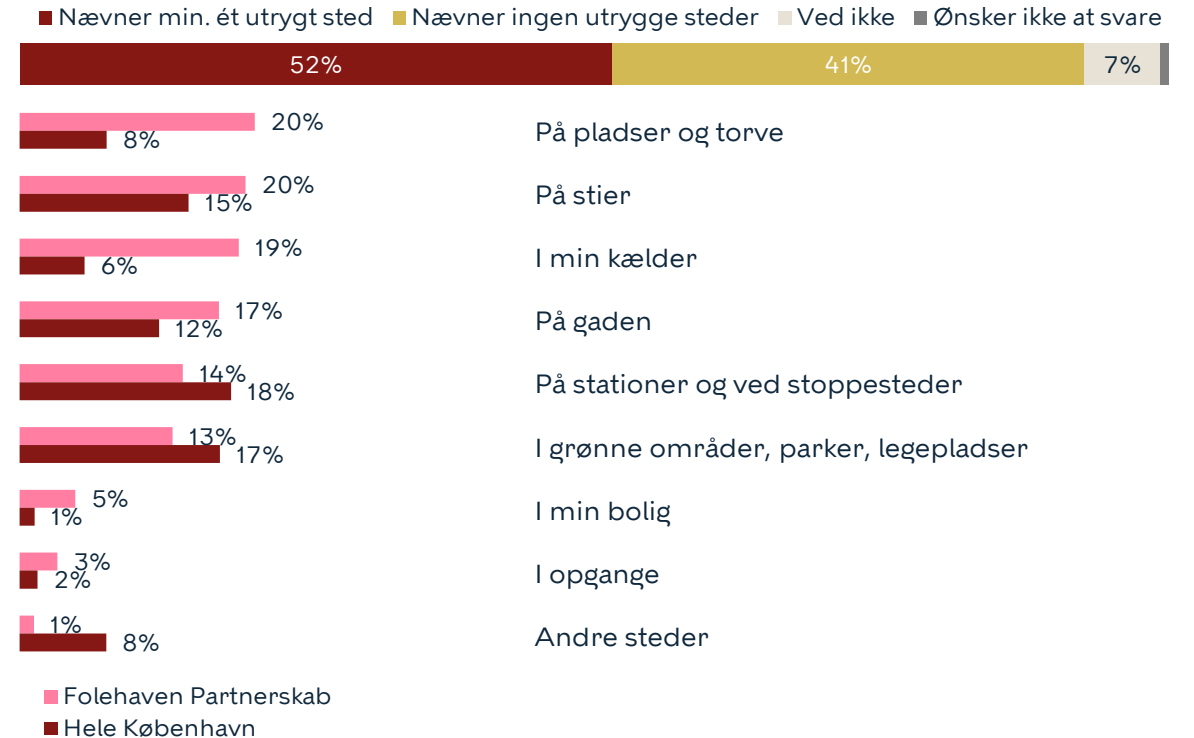 Nævner min. ét utrygt sted Nævner ingen utrygge steder Ved ikke Ønsker ikke at svare
52% 41% 7%
20%
8% På pladser og torve
20%
15% På stier
19%
6% I min kælder
17%
12% På gaden
14%
18% På stationer og ved stoppesteder
13%
17% I grønne områder, parker, legepladser
5%
1% I min bolig
3%
2% I opgange
1%
8% Andre steder
Folehaven Partnerskab
Hele København